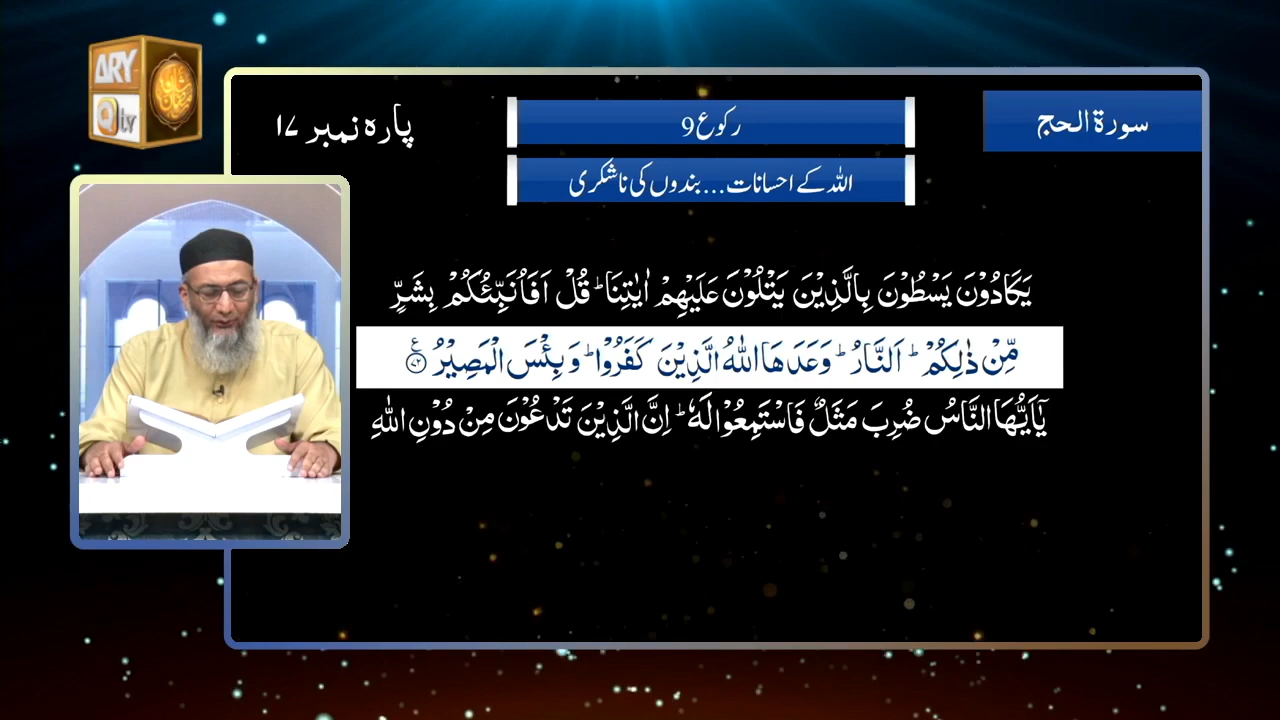 ARY
Q tv
سورۃ الحج
رکوع 9
پارہ نمبر ۱۷
اللہ کے احسانات...بندوں کی ناشکری
یَكَادُوْنَ یَسْطُوْنَ بِالَّذِیْنَ یَتْلُوْنَ عَلَیْهِمْ اٰیٰتِنَا ؕ قُلْ اَفَاُنَبِّئُكُمْ بِشَرٍّ
مِّنْ ذٰلِكُمْ ؕ اَلنَّارُ ؕ وَعَدَهَا اللّٰهُ الَّذِیْنَ كَفَرُوْا ؕ وَ بِئْسَ الْمَصِیْرُ ﴿۷۲﴾ ع
یٰۤاَیُّهَا النَّاسُ ضُرِبَ مَثَلٌ فَاسْتَمِعُوْا لَهٗ ؕ اِنَّ الَّذِیْنَ تَدْعُوْنَ مِنْ دُوْنِ اللّٰهِ